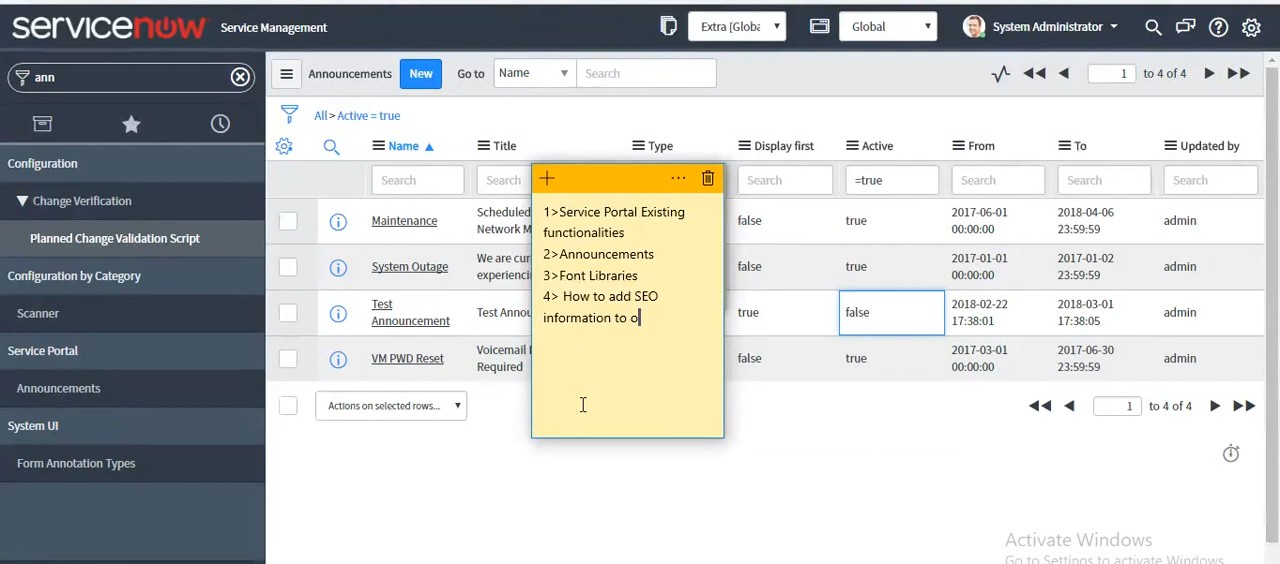 servicenow Service Management
Extra [Globa
Global
System Administrator
ann
Configuration
Change Verification
Planned Change Validation Script
Configuration by Category
Scanner
Service Portal
Announcements
System UI
Form Annotation Types
Announcements New Go to Name Search 1 to 4 of 4
All > Active = true
Name Title Type Display first Active From To Updated by
Search Search Search =true Search Search Search
Maintenance Scheduled false true 2017-06-01 2018-04-06 admin
Network M 00:00:00 23:59:59
System Outage We are cur false true 2017-01-01 2017-01-02 admin
experiencin 00:00:00 23:59:59
Test Test Annou true false 2018-02-22 2018-03-01 admin
Announcement 17:38:01 17:38:05
VM PWD Reset Voicemail false true 2017-03-01 2017-06-30 admin
Required 00:00:00 23:59:59
Actions on selected rows... 1 to 4 of 4
1>Service Portal Existing
functionalities
2>Announcements
3>Font Libraries
4> How to add SEO
information to o
Activate Windows
Go to Settings to activate Windows.